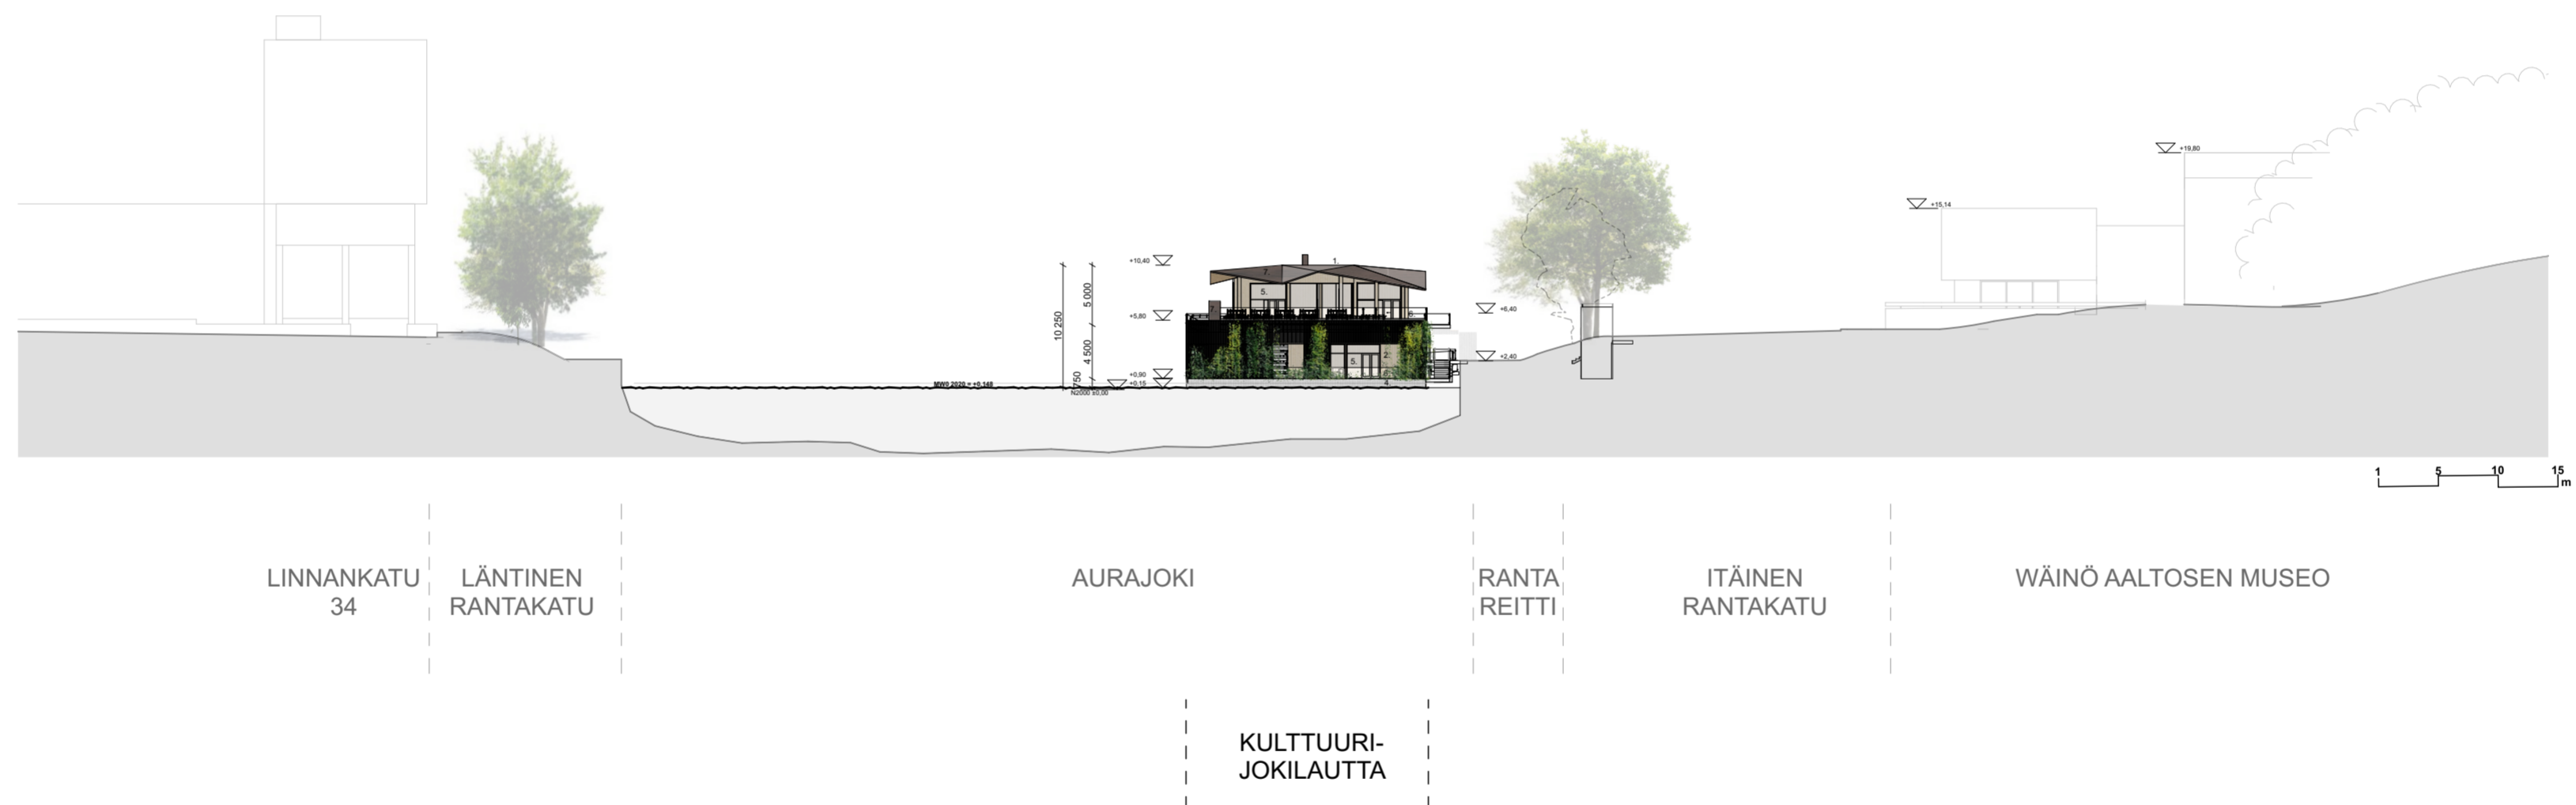 +19,80
+15,14
+10,40
1.
7.
5 000
5.
10 250
+5,80
7.
6.
+6,40
4 500
2.
5.
+2,40
750
+0,90
+0,15
4.
MW0 2020 = +0,148
N2000 ±0,00
1 5 10 15
m
LINNANKATU
34
LÄNTINEN
RANTAKATU
AURAJOKI
RANTA
REITTI
ITÄINEN
RANTAKATU
WÄINÖ AALTOSEN MUSEO
KULTTUURI-
JOKILAUTTA